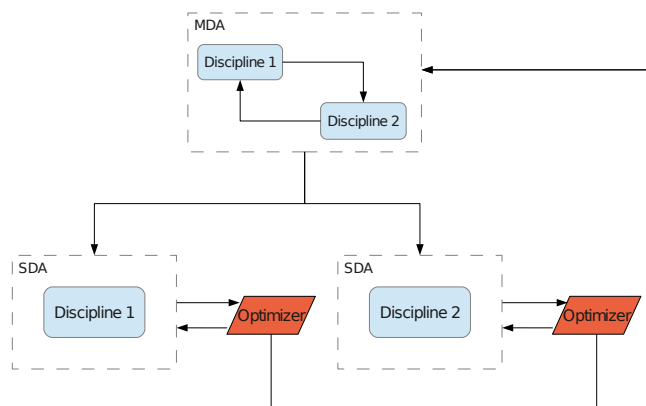 MDA
Discipline 1
Discipline 2
SDA
Discipline 1
Optimizer
SDA
Discipline 2
Optimizer